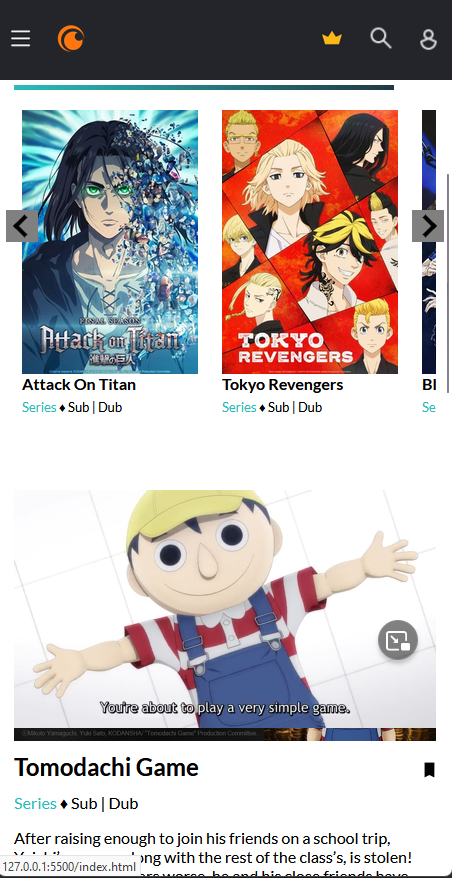 FINAL SEASON
Attack on Titan
進撃の巨人
TOKYO
REVENGERS
Attack On Titan
Tokyo Revengers
Bl
Series ♦ Sub | Dub
Series ♦ Sub | Dub
Se
You're about to play a very simple game.
©Mikoto Yamaguchi, Yuki Sato, KODANSHA/ "Tomodachi Game" Production Committee.
Tomodachi Game
Series ♦ Sub | Dub
After raising enough to join his friends on a school trip,
long with the rest of the class's, is stolen!
worse, he and his close friends have
127.0.0.1:5500/index.html